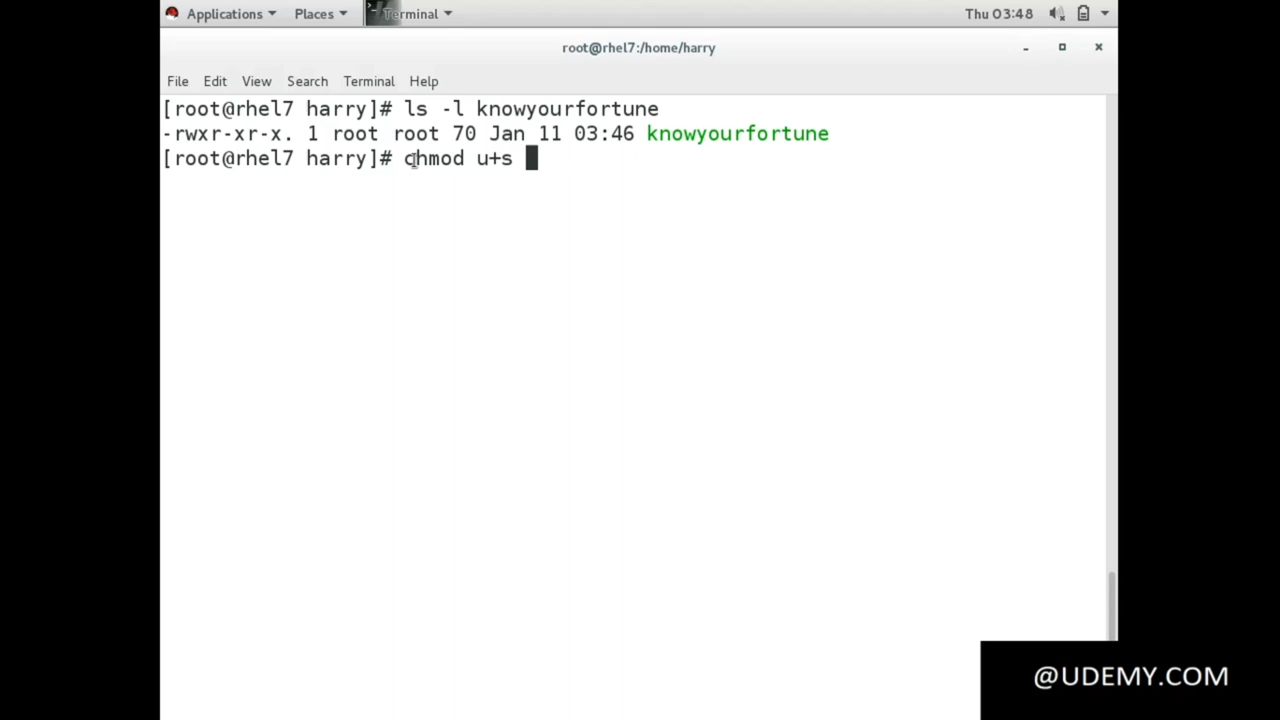 Applications Places Terminal Thu 03:48
root@rhel7:/home/harry
File Edit View Search Terminal Help
[root@rhel7 harry]# ls -l knowyourfortune
-rwxr-xr-x. 1 root root 70 Jan 11 03:46 knowyourfortune
[root@rhel7 harry]# chmod u+s
@UDEMY.COM